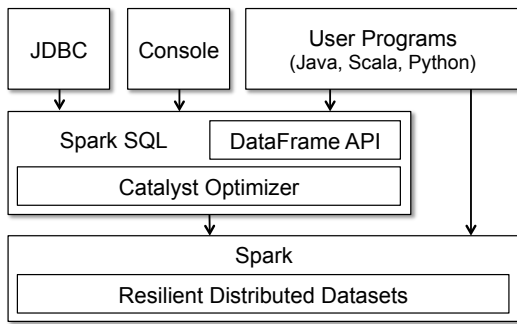 JDBC
Console
User Programs
(Java, Scala, Python)
Spark SQL
DataFrame API
Catalyst Optimizer
Spark
Resilient Distributed Datasets